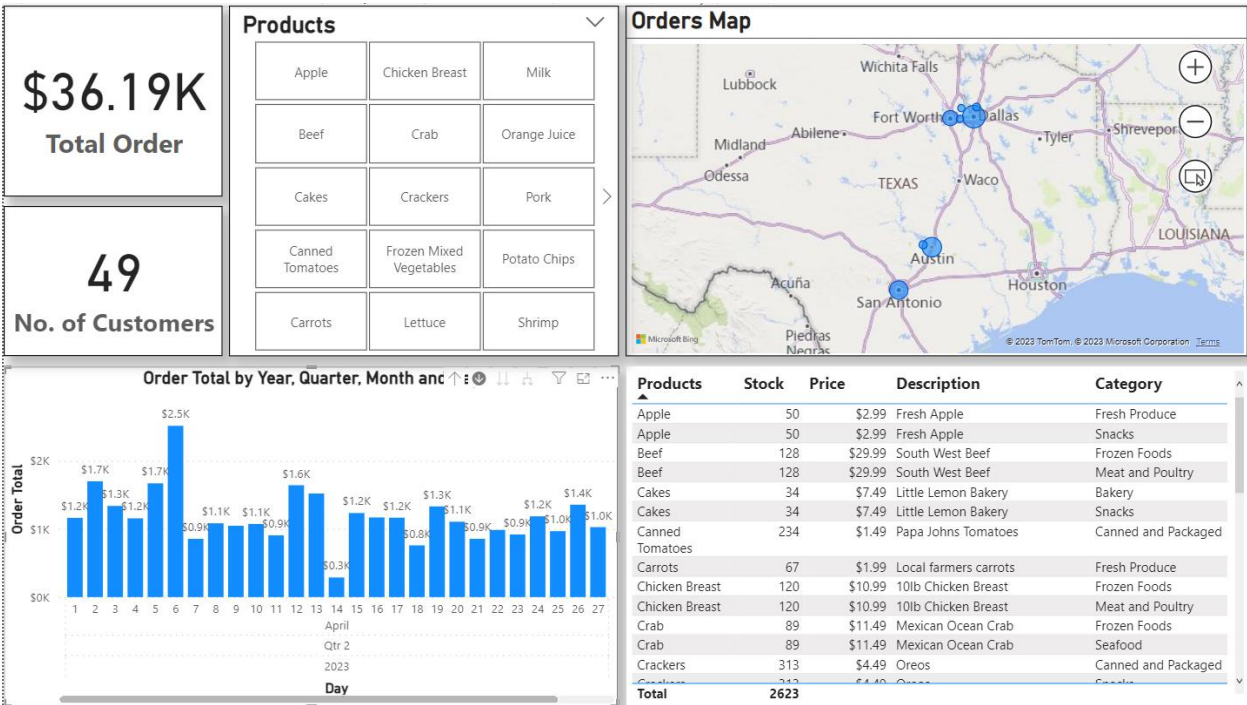 $36.19K
Total Order
49
No. of Customers
Products
Apple
Chicken Breast
Milk
Beef
Crab
Orange Juice
Cakes
Crackers
Pork
Canned
Tomatoes
Frozen Mixed
Vegetables
Potato Chips
Carrots
Lettuce
Shrimp
Orders Map
Wichita Falls
Lubbock
Fort Worth
Dallas
Abilene
Tyler
Shrevepor
Midland
Odessa
TEXAS
Waco
LOUISIANA
Austin
Acuña
Houston
San Antonio
Piedras
Negras
Microsoft Bing
© 2023 TomTom, © 2023 Microsoft Corporation Terms
Order Total by Year, Quarter, Month and
Order Total
$2K
$1K
$0K
$1.2K
$1.7K
$1.3K
$1.2K
$1.7K
$2.5K
$0.9K
$1.1K
$1.1K
$0.9K
$1.6K
$0.3K
$1.2K
$1.2K
$0.8K
$1.3K
$1.1K
$0.9K
$0.9K
$1.2K
$1.0K
$1.4K
$1.0K
1 2 3 4 5 6 7 8 9 10 11 12 13 14 15 16 17 18 19 20 21 22 23 24 25 26 27
April
Qtr 2
2023
Day
Products Stock Price Description Category
Apple 50 $2.99 Fresh Apple Fresh Produce
Apple 50 $2.99 Fresh Apple Snacks
Beef 128 $29.99 South West Beef Frozen Foods
Beef 128 $29.99 South West Beef Meat and Poultry
Cakes 34 $7.49 Little Lemon Bakery Bakery
Cakes 34 $7.49 Little Lemon Bakery Snacks
Canned 234 $1.49 Papa Johns Tomatoes Canned and Packaged
Tomatoes
Carrots 67 $1.99 Local farmers carrots Fresh Produce
Chicken Breast 120 $10.99 10lb Chicken Breast Frozen Foods
Chicken Breast 120 $10.99 10lb Chicken Breast Meat and Poultry
Crab 89 $11.49 Mexican Ocean Crab Frozen Foods
Crab 89 $11.49 Mexican Ocean Crab Seafood
Crackers 313 $4.49 Oreos Canned and Packaged
Crackers 313 $4.49 Oreos Snacks
Total 2623